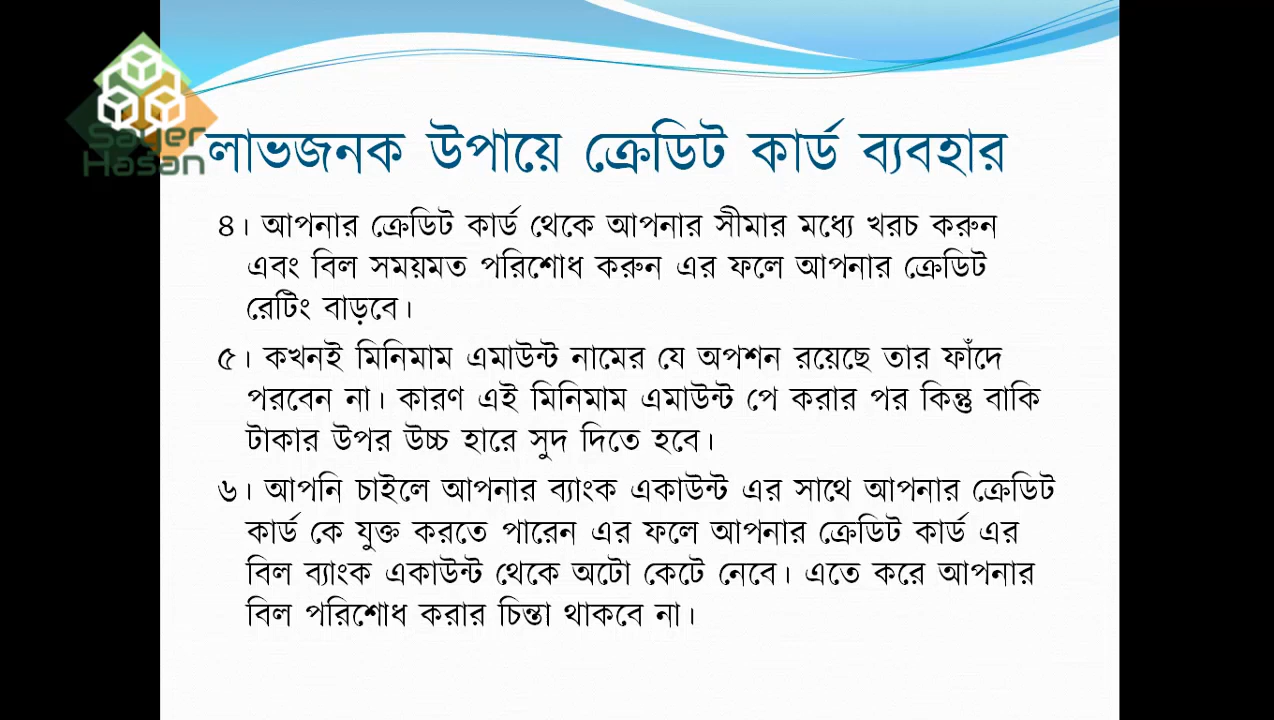 Sayer
Hasan
লাভজনক উপায়ে ক্রেডিট কার্ড ব্যবহার
৪। আপনার ক্রেডিট কার্ড থেকে আপনার সীমার মধ্যে খরচ করুন
এবং বিল সময়মত পরিশোধ করুন এর ফলে আপনার ক্রেডিট
রেটিং বাড়বে।
৫। কখনই মিনিমাম এমাউন্ট নামের যে অপশন রয়েছে তার ফাঁদে
পরবেন না। কারণ এই মিনিমাম এমাউন্ট পে করার পর কিন্তু বাকি
টাকার উপর উচ্চ হারে সুদ দিতে হবে।
৬। আপনি চাইলে আপনার ব্যাংক একাউন্ট এর সাথে আপনার ক্রেডিট
কার্ড কে যুক্ত করতে পারেন এর ফলে আপনার ক্রেডিট কার্ড এর
বিল ব্যাংক একাউন্ট থেকে অটো কেটে নেবে। এতে করে আপনার
বিল পরিশোধ করার চিন্তা থাকবে না।